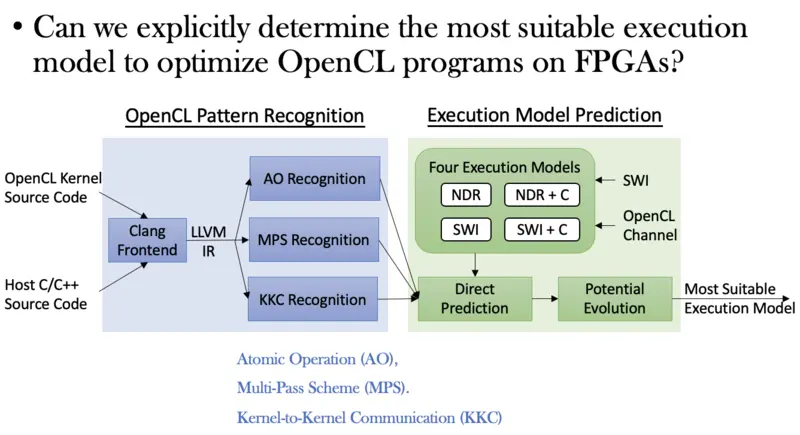 • Can we explicitly determine the most suitable execution
model to optimize OpenCL programs on FPGAs?
OpenCL Pattern Recognition
Execution Model Prediction
OpenCL Kernel
Source Code
Host C/C++
Source Code
Clang
Frontend
LLVM
IR
AO Recognition
MPS Recognition
KKC Recognition
Four Execution Models
NDR
NDR + C
SWI
SWI + C
SWI
OpenCL
Channel
Direct
Prediction
Potential
Evolution
Most Suitable
Execution Model
Atomic Operation (AO),
Multi-Pass Scheme (MPS).
Kernel-to-Kernel Communication (KKC)